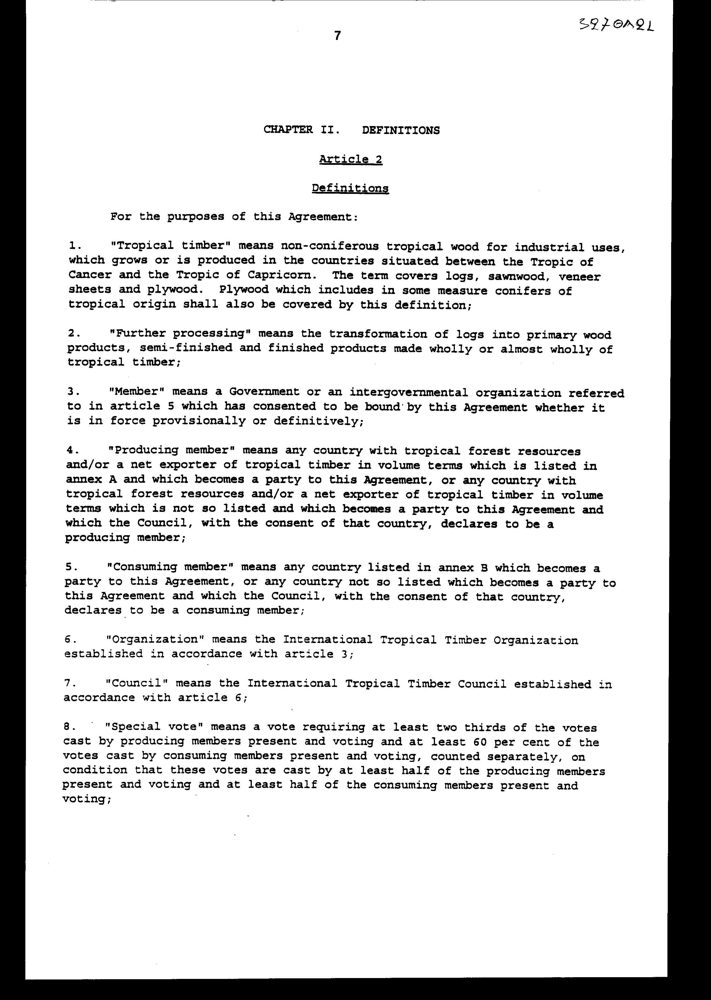 7
CHAPTER II. DEFINITIONS
Article 2
Definitions
For the purposes of this Agreement:
1. "Tropical timber" means non-coniferous tropical wood for industrial uses,
which grows or is produced in the countries situated between the Tropic of
Cancer and the Tropic of Capricorn. The term covers logs, sawnwood, veneer
sheets and plywood. Plywood which includes in some measure conifers of
tropical origin shall also be covered by this definition;
2. "Further processing" means the transformation of logs into primary wood
products, semi-finished and finished products made wholly or almost wholly of
tropical timber;
3. "Member" means a Government or an intergovernmental organization referred
to in article 5 which has consented to be bound by this Agreement whether it
is in force provisionally or definitively;
4. "Producing member" means any country with tropical forest resources
and/or a net exporter of tropical timber in volume terms which is listed in
annex A and which becomes a party to this Agreement, or any country with
tropical forest resources and/or a net exporter of tropical timber in volume
terms which is not so listed and which becomes a party to this Agreement and
which the Council, with the consent of that country, declares to be a
producing member;
5. "Consuming member" means any country listed in annex B which becomes a
party to this Agreement, or any country not so listed which becomes a party to
this Agreement and which the Council, with the consent of that country,
declares to be a consuming member;
6. "Organization" means the International Tropical Timber Organization
established in accordance with article 3;
7. "Council" means the International Tropical Timber Council established in
accordance with article 6;
8. "Special vote" means a vote requiring at least two thirds of the votes
cast by producing members present and voting and at least 60 per cent of the
votes cast by consuming members present and voting, counted separately, on
condition that these votes are cast by at least half of the producing members
present and voting and at least half of the consuming members present and
voting;